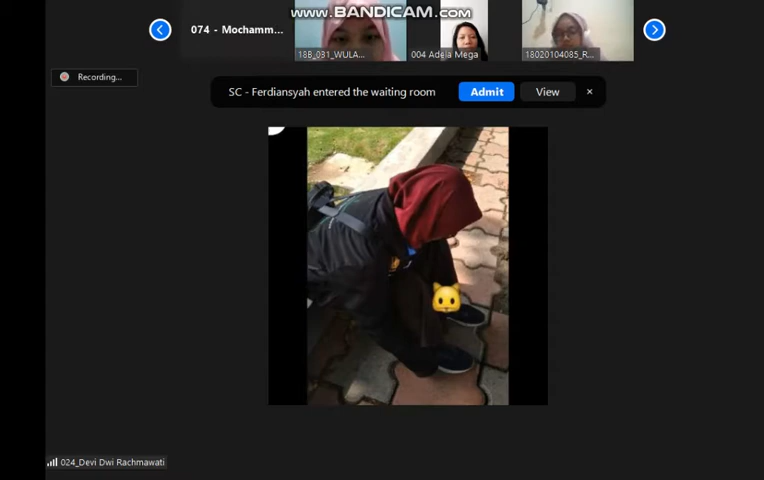 www.BANDICAM.com
074 - Mochamm...
18B_031_WULA...
004 Adela Mega
18020104085_R...
Recording...
SC - Ferdiansyah entered the waiting room
Admit
View
024_Devi Dwi Rachmawati